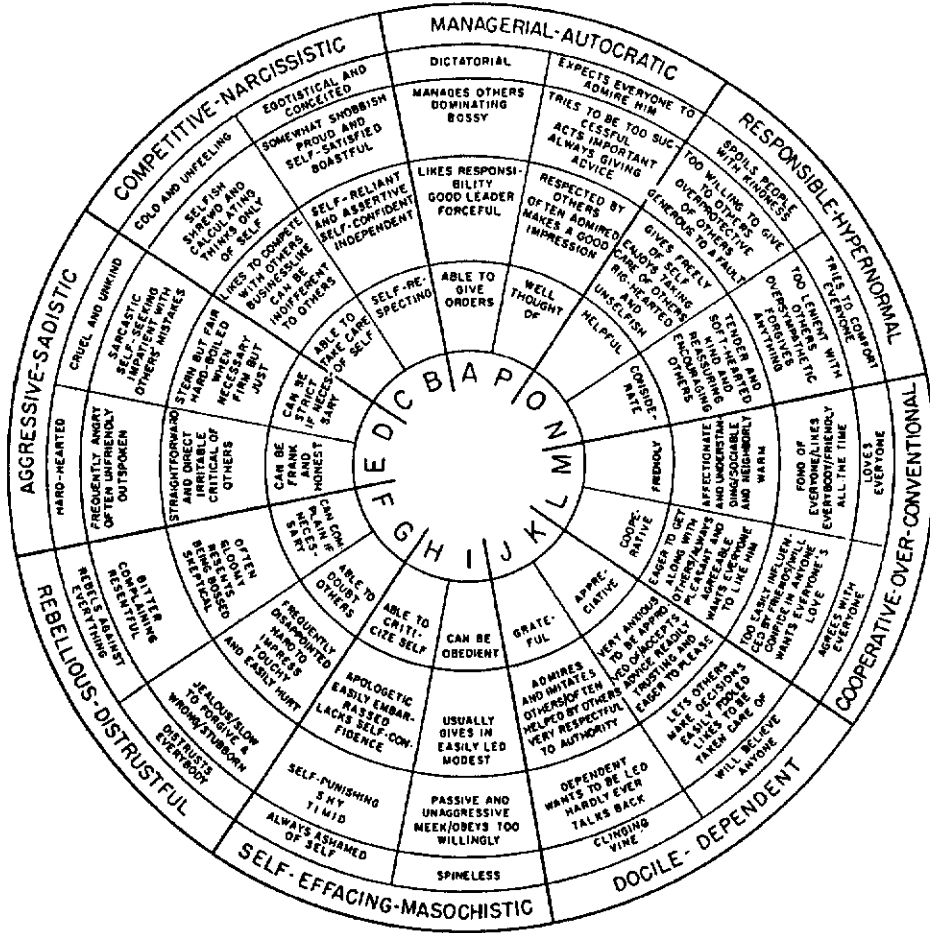 MANAGERIAL-AUTOCRATIC
DICTATORIAL
MANAGES OTHERS
DOMINATING
BOSSY
LIKES RESPONSI-
BILITY
GOOD LEADER
FORCEFUL
ABLE TO
GIVE
ORDERS
A
EXPECTS EVERYONE TO
ADMIRE HIM
TRIES TO BE TOO SUC-
CESSFUL
ACTS IMPORTANT
ALWAYS GIVING
ADVICE
RESPECTED BY
OTHERS
OFTEN ADMIRED
MAKES A GOOD
IMPRESSION
WELL
THOUGHT
OF
P
RESPONSIBLE-HYPERNORMAL
SPOILS PEOPLE
WITH KINDNESS
TOO WILLING TO GIVE
TO OTHERS
OVERPROTECTIVE
OF OTHERS
GENEROUS TO A FAULT
GIVES FREELY
OF SELF
ENJOYS TAKING
CARE OF OTHERS
BIG-HEARTED
AND
UNSELFISH
HELPFUL
O
TRIES TO COMFORT
EVERYONE
TOO LENIENT WITH
OTHERS
OVERSYMPATHETIC
FORGIVES
ANYTHING
TENDER AND
SOFT-HEARTED
KIND AND
REASSURING
ENCOURAGING
OTHERS
CONSIDE-
RATE
N
COOPERATIVE-OVER-CONVENTIONAL
LOVES
EVERYONE
FOND OF
EVERYONE/LIKES
EVERYBODY/FRIENDLY
ALL THE TIME
AFFECTIONATE
AND UNDERSTAN-
DING/SOCIABLE
AND NEIGHBORLY
WARM
FRIENDLY
M
AGREES WITH
EVERYONE
TOO EASILY INFLUEN-
CED BY FRIENDS/WILL
CONFIDE IN ANYONE
WANTS EVERYONE'S
LOVE
EAGER TO GET
ALONG WITH
OTHERS/ALWAYS
PLEASANT AND
AGREEABLE
WANTS EVERYONE
TO LIKE HIM
COOPE-
RATIVE
L
DOCILE-DEPENDENT
WILL BELIEVE
ANYONE
LETS OTHERS
MAKE DECISIONS
EASILY FOOLED
LIKES TO BE
TAKEN CARE OF
VERY ANXIOUS
TO BE APPRO-
VED OF/ACCEPTS
ADVICE READILY
TRUSTING AND
EAGER TO PLEASE
APPRE-
CIATIVE
K
CLINGING
VINE
DEPENDENT
WANTS TO BE LED
HARDLY EVER
TALKS BACK
ADMIRES
AND IMITATES
OTHERS/OFTEN
HELPED BY OTHERS
VERY RESPECTFUL
TO AUTHORITY
GRATE-
FUL
J
SELF-EFFACING-MASOCHISTIC
SPINELESS
PASSIVE AND
UNAGGRESSIVE
MEEK/OBEYS TOO
WILLINGLY
USUALLY
GIVES IN
EASILY LED
MODEST
CAN BE
OBEDIENT
I
ALWAYS ASHAMED
OF SELF
SELF-PUNISHING
SHY
TIMID
APOLOGETIC
EASILY EMBAR-
RASSED
LACKS SELF-CON-
FIDENCE
ABLE TO
CRITI-
CIZE SELF
H
REBELLIOUS-DISTRUSTFUL
DISTRUSTS
EVERYBODY
JEALOUS/SLOW
TO FORGIVE A
WRONG/STUBBORN
FREQUENTLY
DISAPPOINTED
HARD TO
IMPRESS
TOUCHY
AND EASILY HURT
ABLE TO
DOUBT
OTHERS
G
REBELS AGAINST
EVERYTHING
BITTER
COMPLAINING
RESENTFUL
OFTEN
GLOOMY
RESENTS
BEING BOSSED
SKEPTICAL
CAN COM-
PLAIN IF
NECES-
SARY
F
AGGRESSIVE-SADISTIC
HARD-HEARTED
FREQUENTLY ANGRY
OFTEN UNFRIENDLY
OUTSPOKEN
STRAIGHTFORWARD
AND DIRECT
IRRITABLE
CRITICAL OF
OTHERS
CAN BE
FRANK
AND
HONEST
E
CRUEL AND UNKIND
SARCASTIC
SELF-SEEKING
IMPATIENT WITH
OTHERS' MISTAKES
STERN BUT FAIR
HARD-BOILED
WHEN
NECESSARY
FIRM BUT
JUST
CAN BE
STRICT
IF NECES-
SARY
D
COMPETITIVE-NARCISSISTIC
COLD AND UNFEELING
SELFISH
SHREWD AND
CALCULATING
THINKS ONLY
OF SELF
LIKES TO COMPETE
WITH OTHERS
BUSINESSLIKE
CAN BE
INDIFFERENT
TO OTHERS
ABLE TO
TAKE CARE
OF SELF
C
EGOTISTICAL AND
CONCEITED
SOMEWHAT SNOBBISH
PROUD AND
SELF-SATISFIED
BOASTFUL
SELF-RELIANT
AND ASSERTIVE
SELF-CONFIDENT
INDEPENDENT
SELF-RE-
SPECTING
B